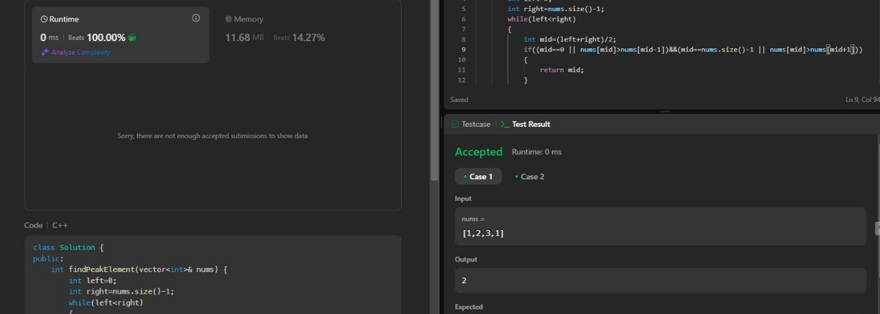 Runtime
0 ms | Beats 100.00%
Analyze Complexity
Memory
11.68 MB | Beats 14.27%
Sorry, there are not enough accepted submissions to show data
Code | C++
class Solution {
public:
int findPeakElement(vector<int>& nums) {
int left=0;
int right=nums.size()-1;
while(left<right)
5 int right=nums.size()-1;
6 while(left<right)
7 {
8 int mid=(left+right)/2;
9 if((mid==0 || nums[mid]>nums[mid-1])&&(mid==nums.size()-1 || nums[mid]>nums[mid+1]))
10 {
11 return mid;
12 }
Saved
Ln 9, Col 94
Testcase | >_ Test Result
Accepted Runtime: 0 ms
• Case 1 • Case 2
Input
nums =
[1,2,3,1]
Output
2
Expected